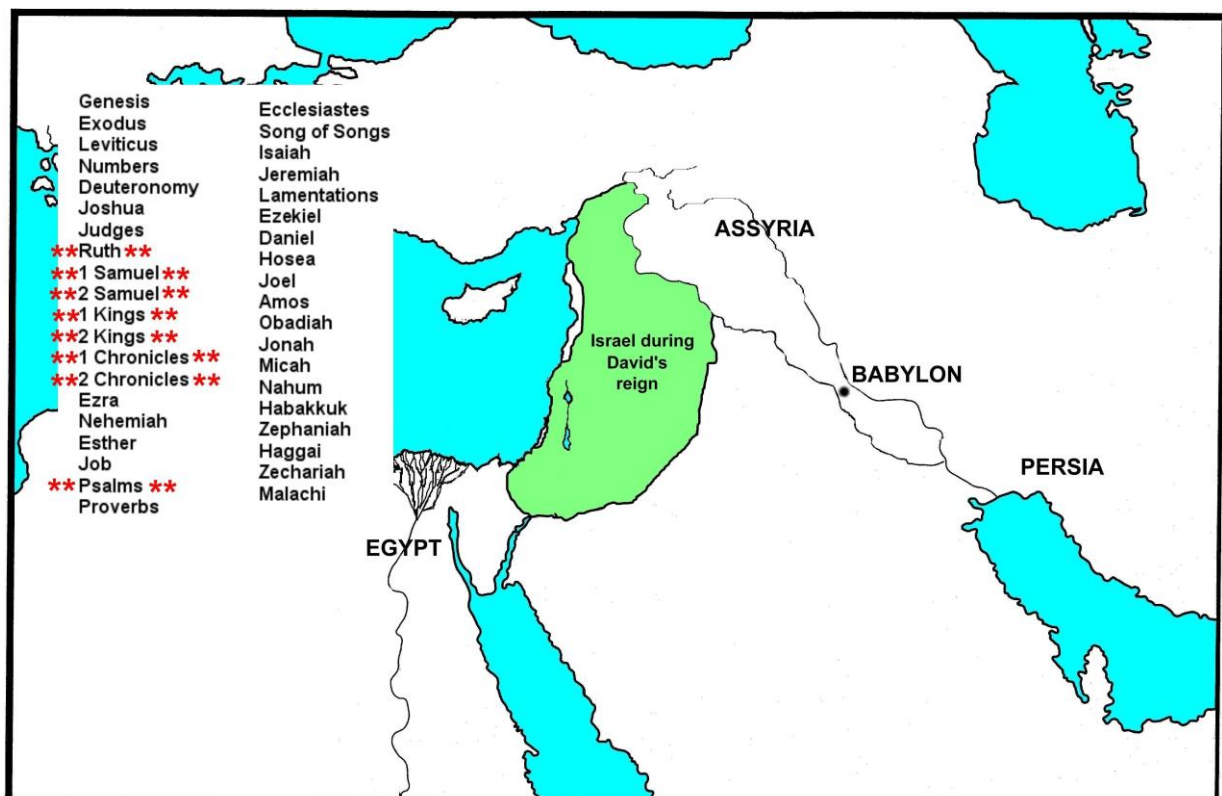 Genesis
Exodus
Leviticus
Numbers
Deuteronomy
Joshua
Judges
**Ruth **
**1 Samuel **
**2 Samuel **
**1 Kings **
**2 Kings **
**1 Chronicles **
**2 Chronicles **
Ezra
Nehemiah
Esther
Job
**Psalms **
Proverbs
Ecclesiastes
Song of Songs
Isaiah
Jeremiah
Lamentations
Ezekiel
Daniel
Hosea
Joel
Amos
Obadiah
Jonah
Micah
Nahum
Habakkuk
Zephaniah
Haggai
Zechariah
Malachi
ASSYRIA
Israel during
David's
reign
BABYLON
PERSIA
EGYPT